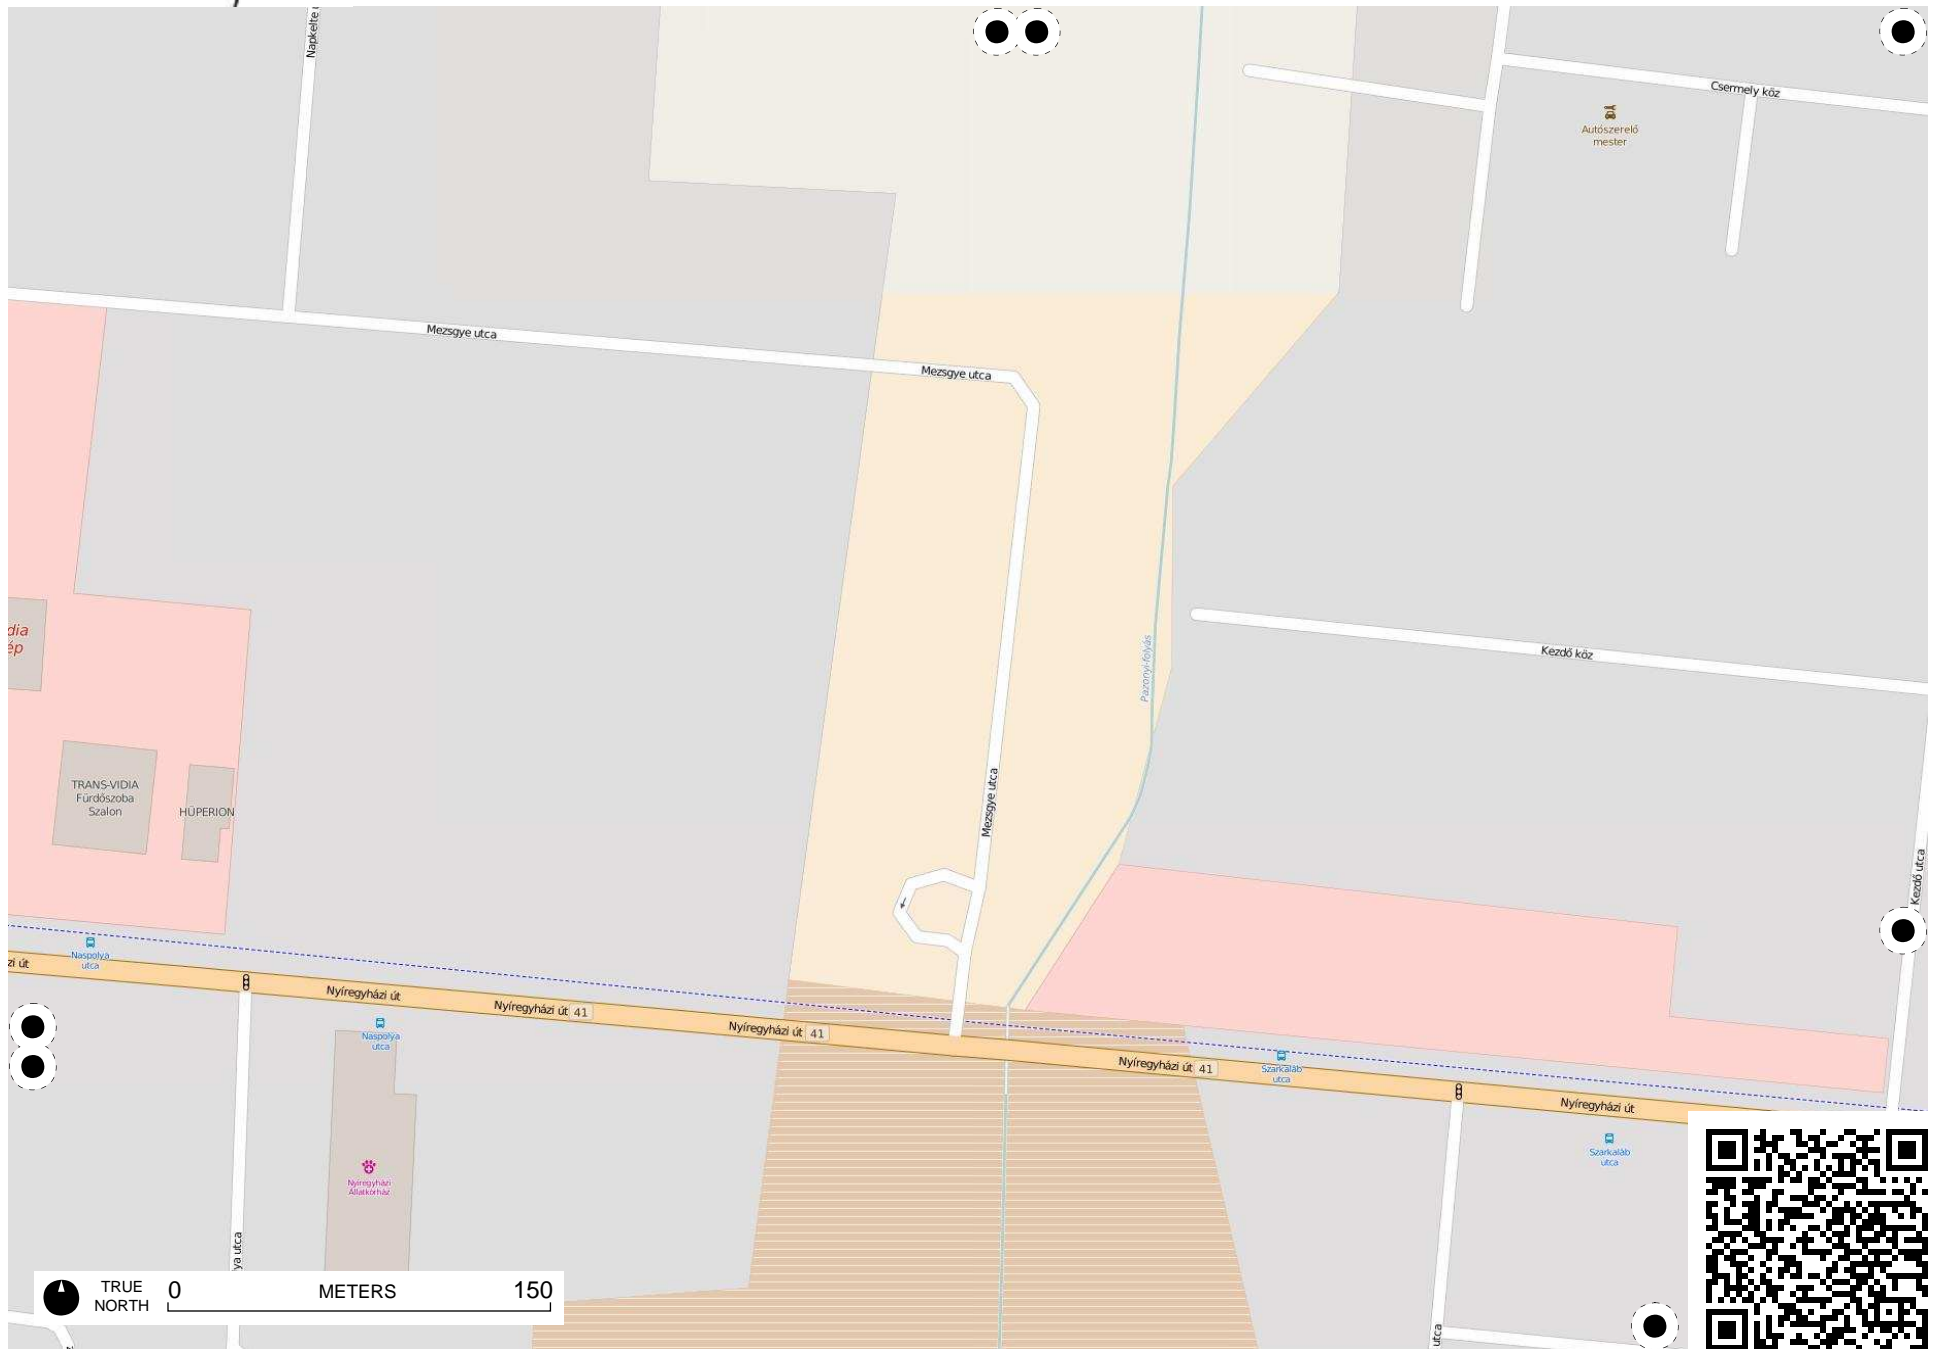 Napkelte
Csermely köz
Autószerelő
mester
Mezsgye utca
Mezsgye utca
dia
ép
Pazonyi-folyás
Kezdő köz
TRANS-VIDIA
Fürdőszoba
Szalon
HÜPERION
Mezsgye utca
Kezdő utca
Naspolya
utca
zi út
Nyíregyházi út
Nyíregyházi út 41
Nyíregyházi út 41
Nyíregyházi út 41
Nyíregyházi út
Naspolya
utca
Szarkaláb
utca
Szarkaláb
utca
Nyíregyházi
Állatkórház
ya utca
utca
TRUE
NORTH
0 METERS 150